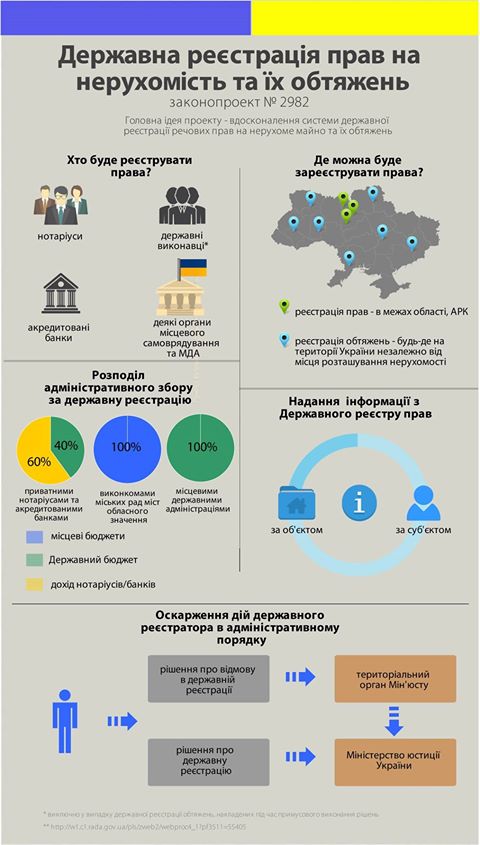 Державна реєстрація прав на
нерухомість та їх обтяжень
законопроект № 2982
Головна ідея проекту - вдосконалення системи державної
реєстрації речових прав на нерухоме майно та їх обтяжень
Хто буде реєструвати
права?
нотаріуси
державні
виконавці*
акредитовані
банки
деякі органи
місцевого
самоврядування
та МДА
Де можна буде
зареєструвати права?
реєстрація прав - в межах області, АРК
реєстрація обтяжень - будь-де на
території України незалежно від
місця розташування нерухомості
Розподіл
адміністративного збору
за державну реєстрацію
40%
60%
100%
100%
приватними
нотаріусами та
акредитованими
банками
виконкомами
міських рад міст
обласного
значення
місцевими
державними
адміністраціями
місцеві бюджети
Державний бюджет
дохід нотаріусів/банків
Надання інформації з
Державного реєстру прав
за об'єктом
за суб'єктом
Оскарження дій державного
реєстратора в адміністративному
порядку
рішення про відмову
в державній
реєстрації
територіальний
орган Мін'юсту
рішення про
державну
реєстрацію
Міністерство юстиції
України
* виключно у випадку державної реєстрації обтяжень, накладених під час примусового виконання рішень
** http://w1.c1.rada.gov.ua/pls/zweb2/webproc4_1?pf3511=55405